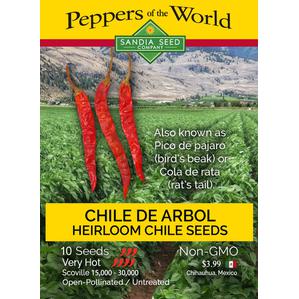 Peppers of the World
SANDIA SEED
COMPANY
Also known as
Pico de pajaro
(bird's beak) or
Cola de rata
(rat's tail)
CHILE DE ARBOL
HEIRLOOM CHILE SEEDS
10 Seeds
Non-GMO
Very Hot
$3.99
Scoville 15,000 - 30,000
Chihuahua, Mexico
Open-Pollinated / Untreated